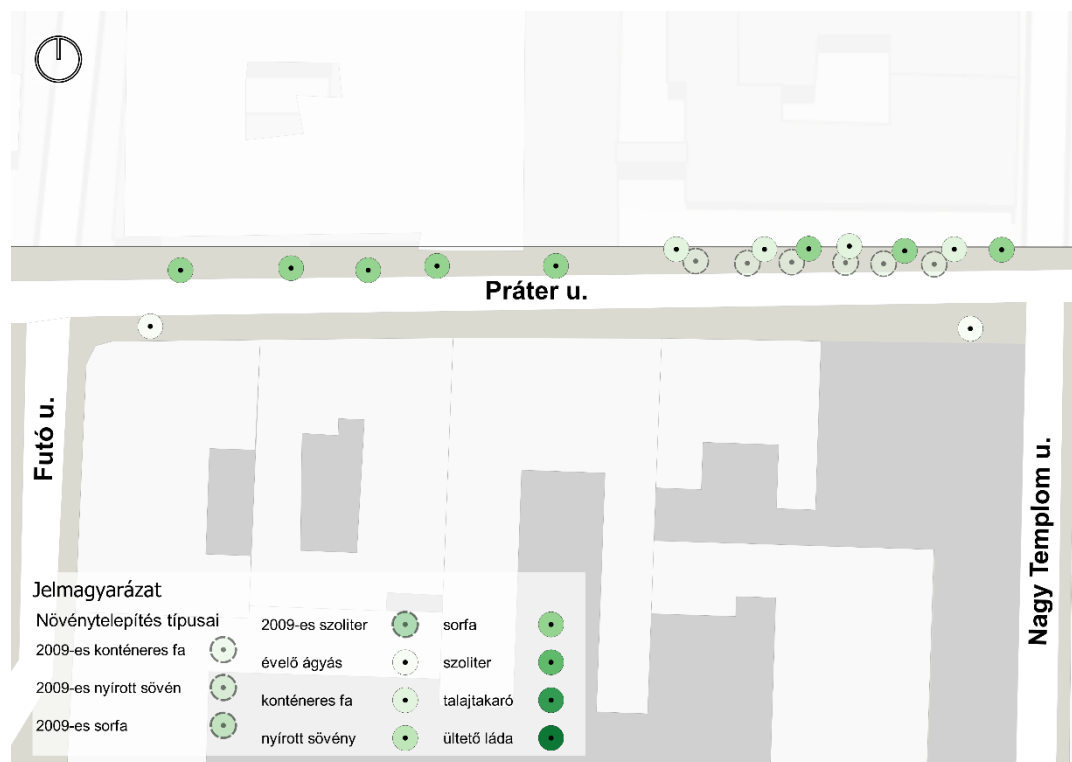 Práter u.
Futó u.
Nagy Templom u.
Jelmagyarázat
Növénytelepítés típusai
2009-es konténeres fa
2009-es nyírott sövén
2009-es sorfa
2009-es szoliter
évelő ágyás
konténeres fa
nyírott sövény
sorfa
szoliter
talajtakaró
ültető láda